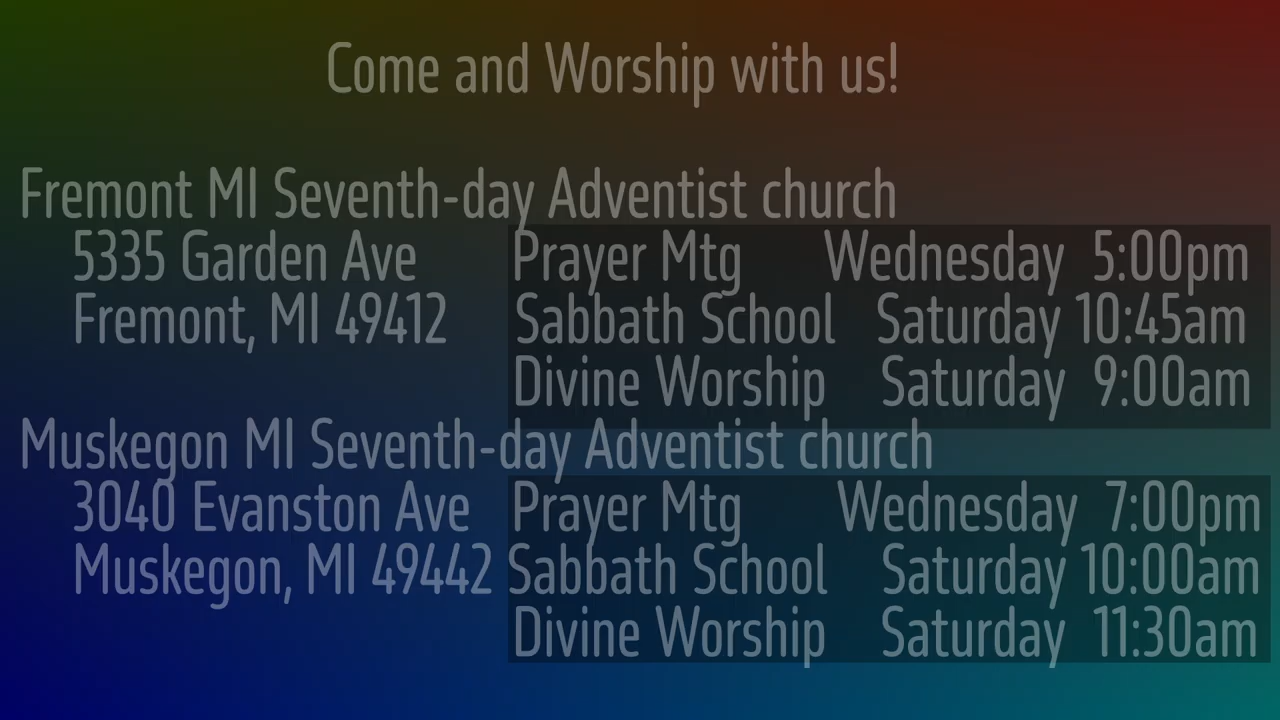 Come and Worship with us!
Fremont MI Seventh-day Adventist church
5335 Garden Ave Prayer Mtg Wednesday 5:00pm
Fremont, MI 49412 Sabbath School Saturday 10:45am
Divine Worship Saturday 9:00am
Muskegon MI Seventh-day Adventist church
3040 Evanston Ave Prayer Mtg Wednesday 7:00pm
Muskegon, MI 49442 Sabbath School Saturday 10:00am
Divine Worship Saturday 11:30am